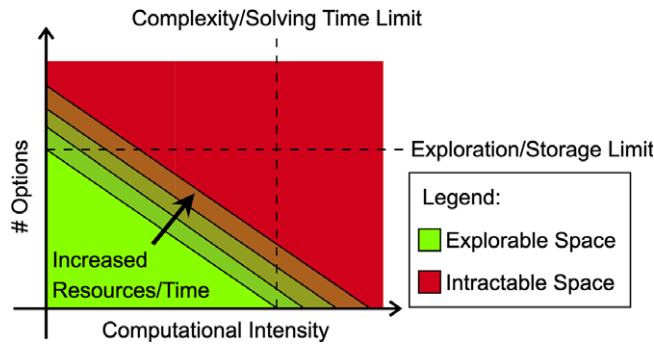 Complexity/Solving Time Limit
# Options
Exploration/Storage Limit
Increased
Resources/Time
Computational Intensity
Legend:
Explorable Space
Intractable Space